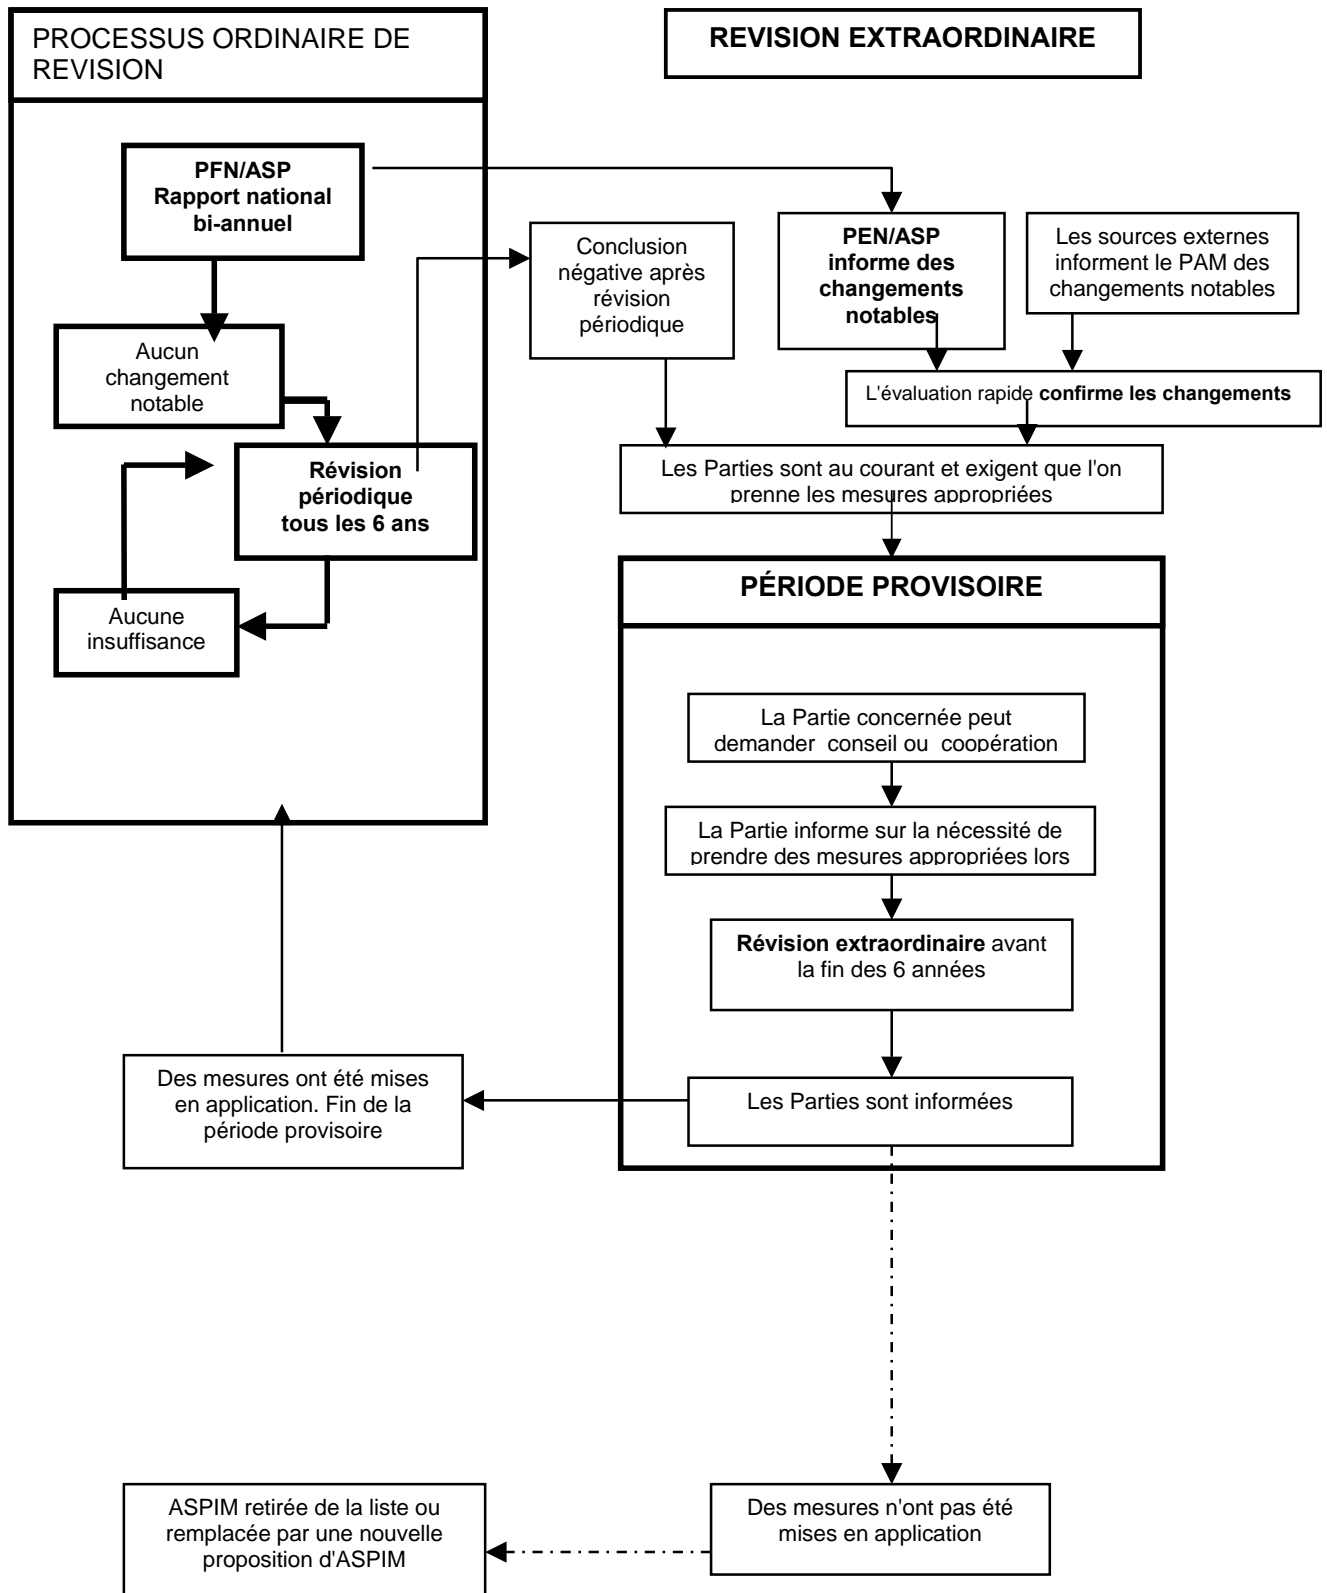 PROCESSUS ORDINAIRE DE
REVISION
REVISION EXTRAORDINAIRE
PFN/ASP
Rapport national
bi-annuel
Aucun
changement
notable
Révision
périodique
tous les 6 ans
Aucune
insuffisance
Conclusion
négative après
révision
périodique
PEN/ASP
informe des
changements
notables
Les sources externes
informent le PAM des
changements notables
L'évaluation rapide confirme les changements
Les Parties sont au courant et exigent que l'on
prenne les mesures appropriées
PÉRIODE PROVISOIRE
La Partie concernée peut
demander conseil ou coopération
La Partie informe sur la nécessité de
prendre des mesures appropriées lors
Révision extraordinaire avant
la fin des 6 années
Les Parties sont informées
Des mesures ont été mises
en application. Fin de la
période provisoire
Des mesures n'ont pas été
mises en application
ASPIM retirée de la liste ou
remplacée par une nouvelle
proposition d'ASPIM